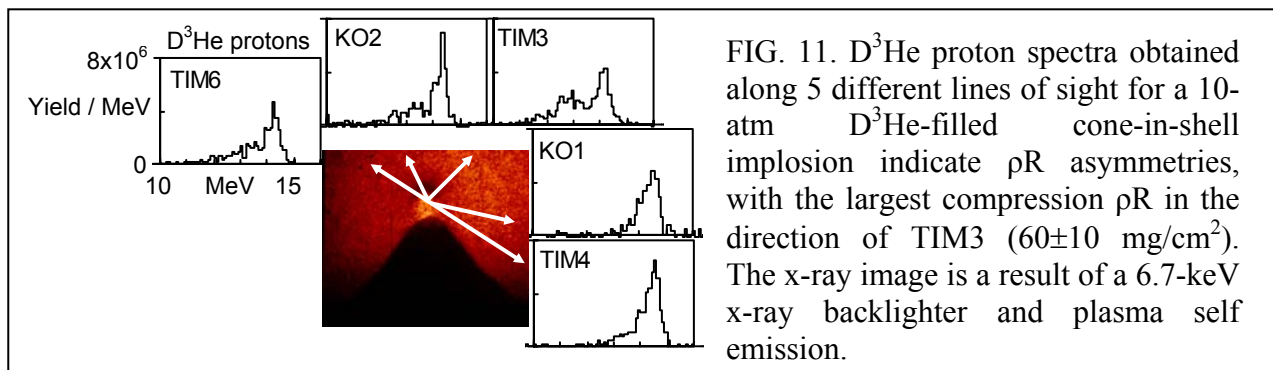 D³He protons
8x10⁶
Yield / MeV
0
10 MeV 15
TIM6
KO2
TIM3
KO1
TIM4
FIG. 11. D³He proton spectra obtained
along 5 different lines of sight for a 10-
atm D³He-filled cone-in-shell
implosion indicate ρR asymmetries,
with the largest compression ρR in the
direction of TIM3 (60±10 mg/cm²).
The x-ray image is a result of a 6.7-keV
x-ray backlighter and plasma self
emission.